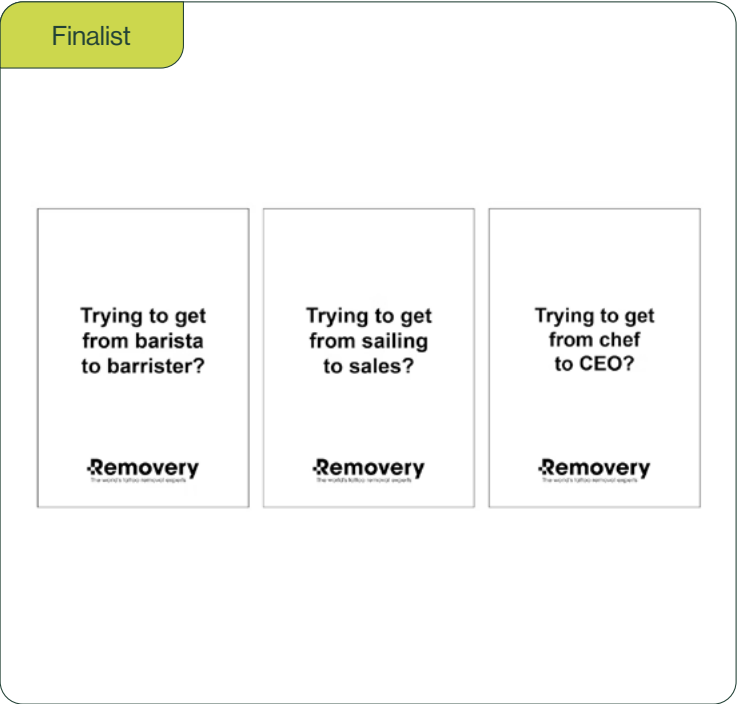 Finalist
Trying to get
from barista
to barrister?
Removery
The world's tattoo removal experts
Trying to get
from sailing
to sales?
Removery
The world's tattoo removal experts
Trying to get
from chef
to CEO?
Removery
The world's tattoo removal experts